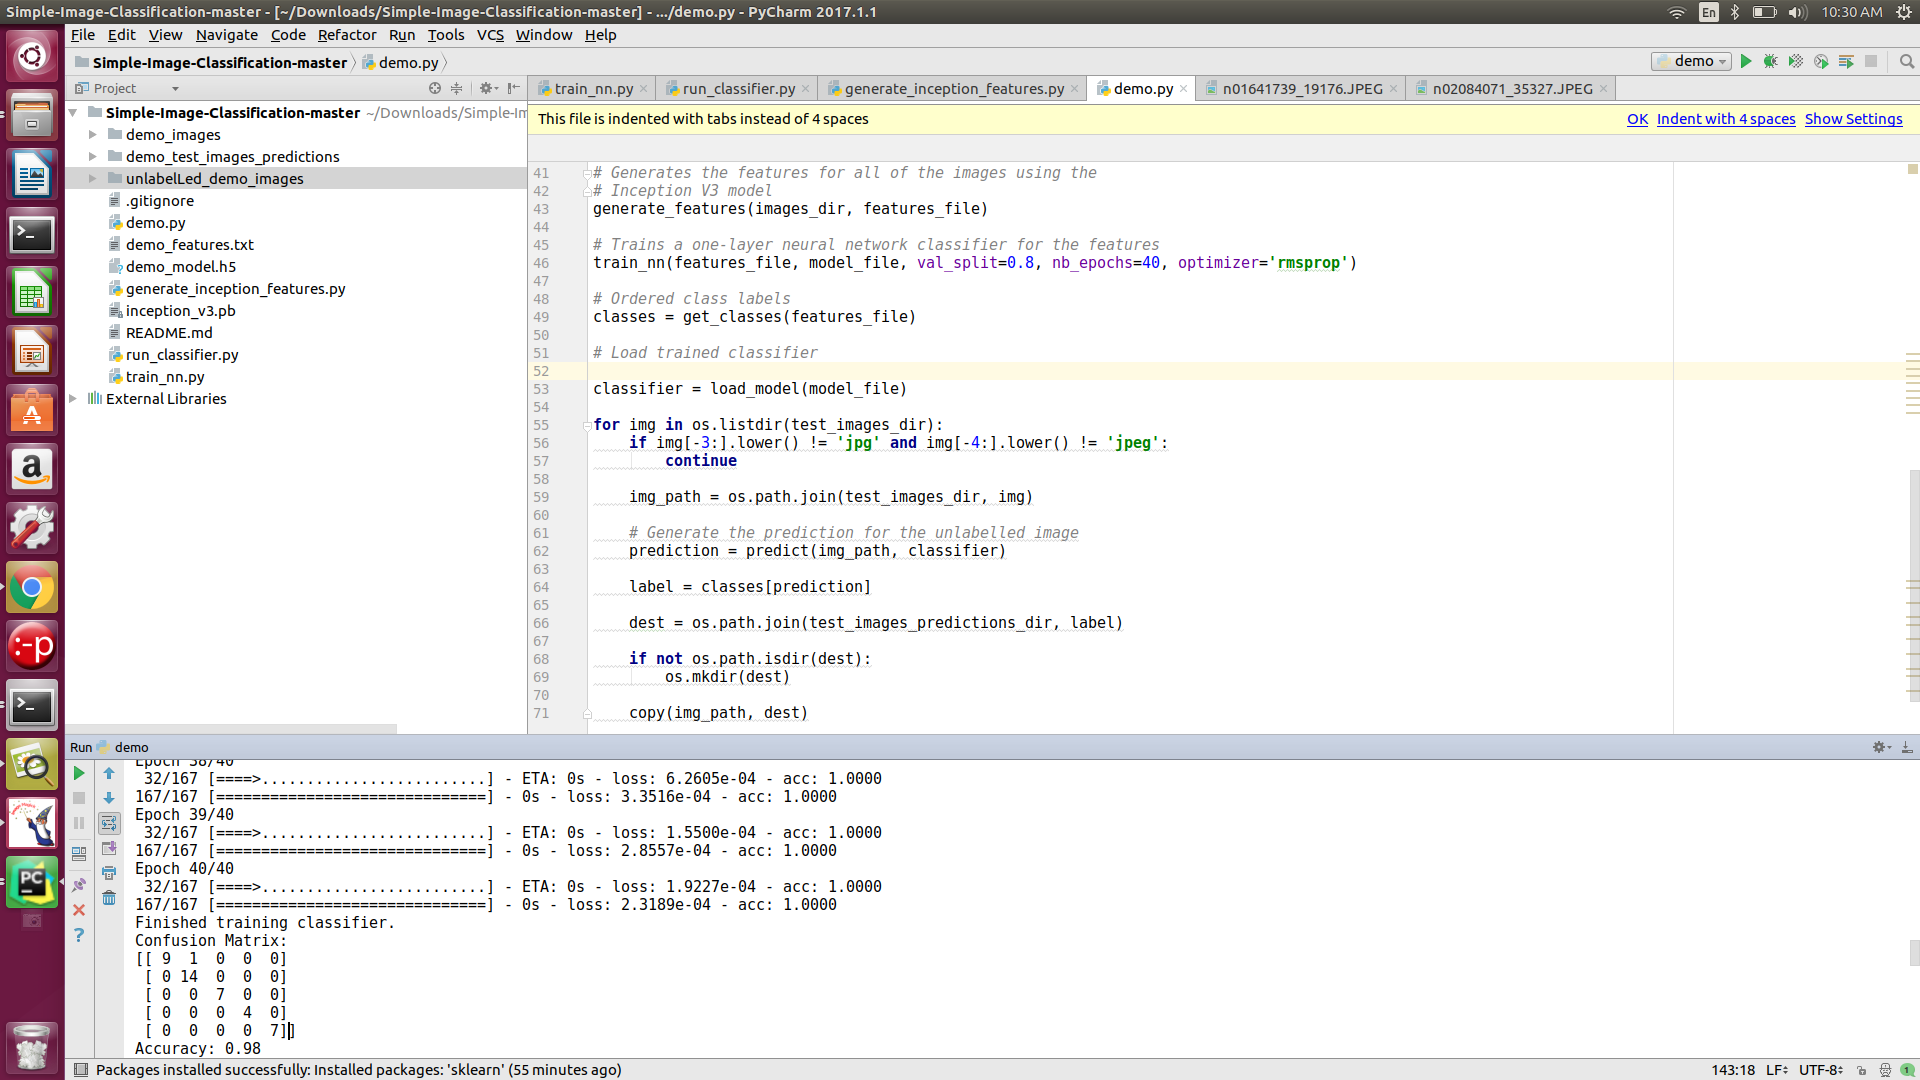 Simple-Image-Classification-master - [~/Downloads/Simple-Image-Classification-master] - .../demo.py - PyCharm 2017.1.1
En
10:30 AM
File Edit View Navigate Code Refactor Run Tools VCS Window Help
Simple-Image-Classification-master demo.py
demo
Project
train_nn.py run_classifier.py generate_inception_features.py demo.py n01641739_19176.JPEG n02084071_35327.JPEG
Simple-Image-Classification-master ~/Downloads/Simple-Im
demo_images
demo_test_images_predictions
unlabelLed_demo_images
.gitignore
demo.py
demo_features.txt
demo_model.h5
generate_inception_features.py
inception_v3.pb
README.md
run_classifier.py
train_nn.py
External Libraries
This file is indented with tabs instead of 4 spaces
OK Indent with 4 spaces Show Settings
41 # Generates the features for all of the images using the
42 # Inception V3 model
43 generate_features(images_dir, features_file)
44
45 # Trains a one-layer neural network classifier for the features
46 train_nn(features_file, model_file, val_split=0.8, nb_epochs=40, optimizer='rmsprop')
47
48 # Ordered class labels
49 classes = get_classes(features_file)
50
51 # Load trained classifier
52
53 classifier = load_model(model_file)
54
55 for img in os.listdir(test_images_dir):
56     if img[-3:].lower() != 'jpg' and img[-4:].lower() != 'jpeg':
57         continue
58
59     img_path = os.path.join(test_images_dir, img)
60
61     # Generate the prediction for the unlabelled image
62     prediction = predict(img_path, classifier)
63
64     label = classes[prediction]
65
66     dest = os.path.join(test_images_predictions_dir, label)
67
68     if not os.path.isdir(dest):
69         os.mkdir(dest)
70
71     copy(img_path, dest)
Run demo
Epoch 38/40
32/167 [====>.........................] - ETA: 0s - loss: 6.2605e-04 - acc: 1.0000
167/167 [==============================] - 0s - loss: 3.3516e-04 - acc: 1.0000
Epoch 39/40
32/167 [====>.........................] - ETA: 0s - loss: 1.5500e-04 - acc: 1.0000
167/167 [==============================] - 0s - loss: 2.8557e-04 - acc: 1.0000
Epoch 40/40
32/167 [====>.........................] - ETA: 0s - loss: 1.9227e-04 - acc: 1.0000
167/167 [==============================] - 0s - loss: 2.3189e-04 - acc: 1.0000
Finished training classifier.
Confusion Matrix:
[[ 9  1  0  0  0]
 [ 0 14  0  0  0]
 [ 0  0  7  0  0]
 [ 0  0  0  4  0]
 [ 0  0  0  0  7]]
Accuracy: 0.98
Packages installed successfully: Installed packages: 'sklearn' (55 minutes ago)
143:18 LF UTF-8 1